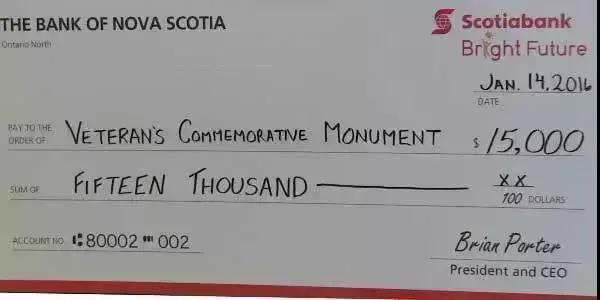 THE BANK OF NOVA SCOTIA
Ontario North
Scotiabank
Bright Future
JAN. 14, 2016
DATE
PAY TO THE
ORDER OF
VETERAN'S COMMEMORATIVE MONUMENT $ 15,000
SUM OF FIFTEEN THOUSAND XX
100 DOLLARS
ACCOUNT NO. ⑆80002 ⑈ 002
Brian Porter
President and CEO